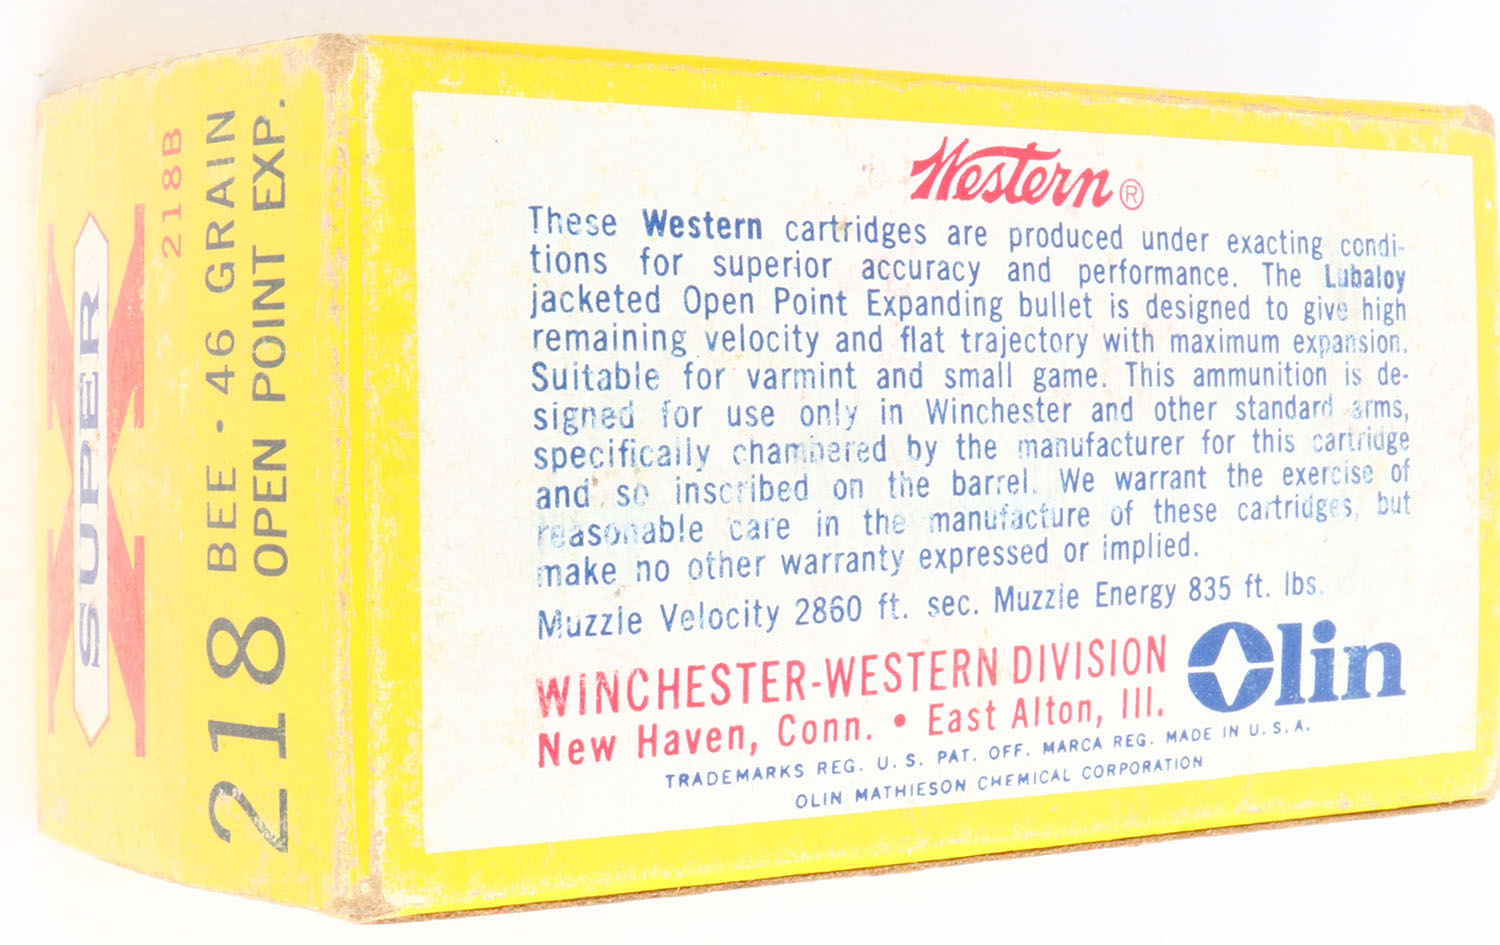 SUPER X
218B
218 BEE • 46 GRAIN
OPEN POINT EXP.
Western®
These Western cartridges are produced under exacting condi-
tions for superior accuracy and performance. The Lubaloy
jacketed Open Point Expanding bullet is designed to give high
remaining velocity and flat trajectory with maximum expansion.
Suitable for varmint and small game. This ammunition is de-
signed for use only in Winchester and other standard arms,
specifically chambered by the manufacturer for this cartridge
and so inscribed on the barrel. We warrant the exercise of
reasonable care in the manufacture of these cartridges, but
make no other warranty expressed or implied.
Muzzle Velocity 2860 ft. sec. Muzzle Energy 835 ft. lbs.
WINCHESTER-WESTERN DIVISION
New Haven, Conn. • East Alton, Ill.
Olin
TRADEMARKS REG. U.S. PAT. OFF. MARCA REG. MADE IN U.S.A.
OLIN MATHIESON CHEMICAL CORPORATION